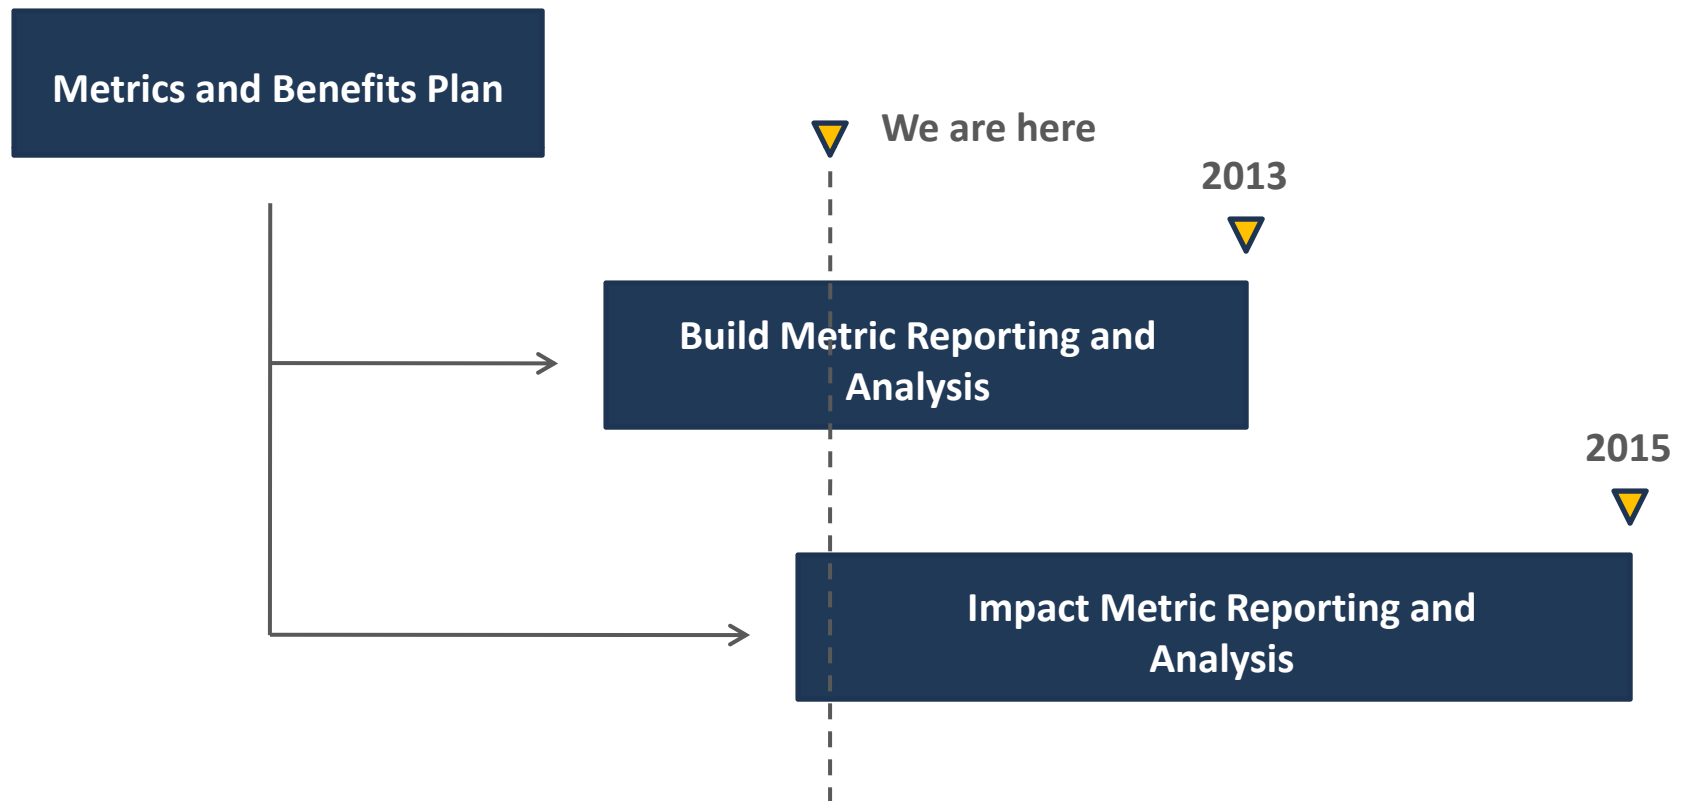 Metrics and Benefits Plan
We are here
2013
Build Metric Reporting and
Analysis
2015
Impact Metric Reporting and
Analysis